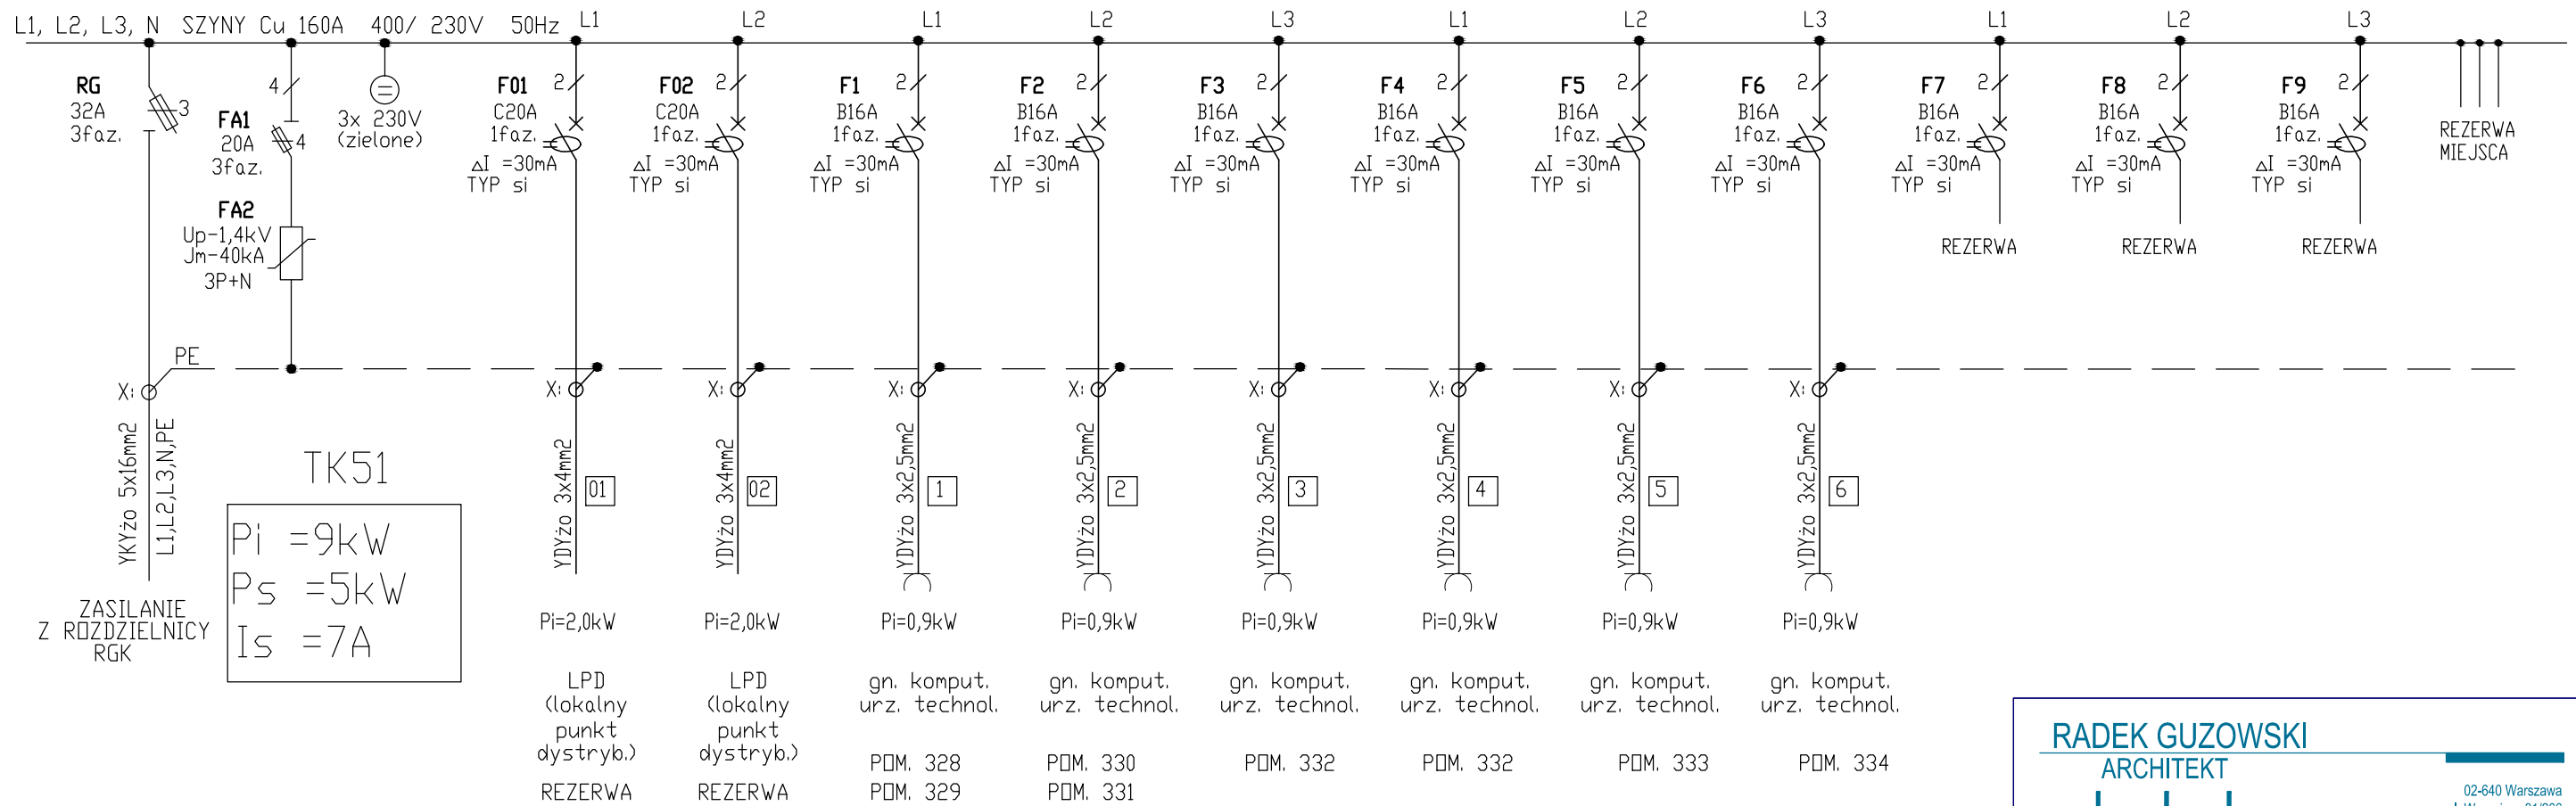 L1, L2, L3, N SZYNY Cu 160A 400/ 230V 50Hz
L1
L2
L1
L2
L3
L1
L2
L3
L1
L2
L3
RG
32A
3faz.
3
4
FA1
20A
3faz.
4
FA2
Up-1,4kV
Jm-40kA
3P+N
3x 230V
(zielone)
F01
C20A
1faz.
ΔI =30mA
TYP si
2
F02
C20A
1faz.
ΔI =30mA
TYP si
2
F1
B16A
1faz.
ΔI =30mA
TYP si
2
F2
B16A
1faz.
ΔI =30mA
TYP si
2
F3
B16A
1faz.
ΔI =30mA
TYP si
2
F4
B16A
1faz.
ΔI =30mA
TYP si
2
F5
B16A
1faz.
ΔI =30mA
TYP si
2
F6
B16A
1faz.
ΔI =30mA
TYP si
2
F7
B16A
1faz.
ΔI =30mA
TYP si
2
REZERWA
F8
B16A
1faz.
ΔI =30mA
TYP si
2
REZERWA
F9
B16A
1faz.
ΔI =30mA
TYP si
2
REZERWA
REZERWA
MIEJSCA
PE
X:
YKYżo 5x16mm2
L1,L2,L3,N,PE
ZASILANIE
Z ROZDZIELNICY
RGK
TK51
Pi =9kW
Ps =5kW
Is =7A
X:
YDYżo 3x4mm2
01
Pi=2,0kW
LPD
(lokalny
punkt
dystryb.)
REZERWA
X:
YDYżo 3x4mm2
02
Pi=2,0kW
LPD
(lokalny
punkt
dystryb.)
REZERWA
X:
YDYżo 3x2,5mm2
1
Pi=0,9kW
gn. komput.
urz. technol.
POM. 328
POM. 329
X:
YDYżo 3x2,5mm2
2
Pi=0,9kW
gn. komput.
urz. technol.
POM. 330
POM. 331
X:
YDYżo 3x2,5mm2
3
Pi=0,9kW
gn. komput.
urz. technol.
POM. 332
X:
YDYżo 3x2,5mm2
4
Pi=0,9kW
gn. komput.
urz. technol.
POM. 332
X:
YDYżo 3x2,5mm2
5
Pi=0,9kW
gn. komput.
urz. technol.
POM. 333
X:
YDYżo 3x2,5mm2
6
Pi=0,9kW
gn. komput.
urz. technol.
POM. 334
RADEK GUZOWSKI
ARCHITEKT
02-640 Warszawa